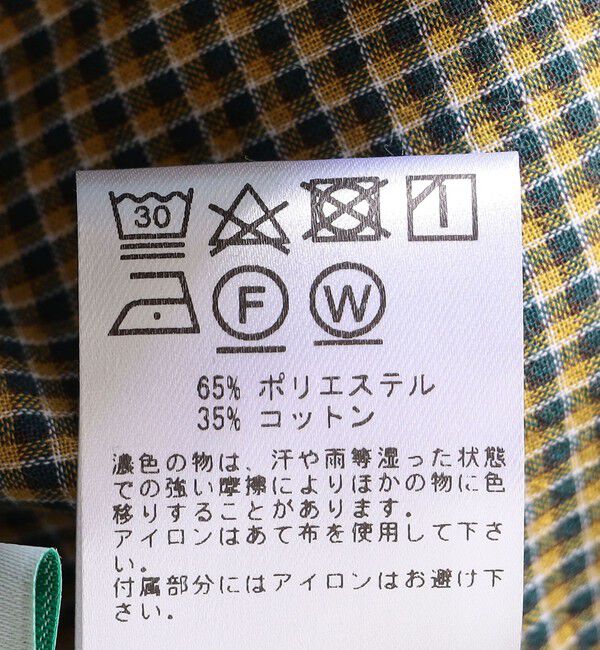 30
F W
65% ポリエステル
35% コットン
濃色の物は、汗や雨等湿った状態
での強い摩擦によりほかの物に色
移りすることがあります。
アイロンはあて布を使用して下さ
い。
付属部分にはアイロンはお避け下
さい。